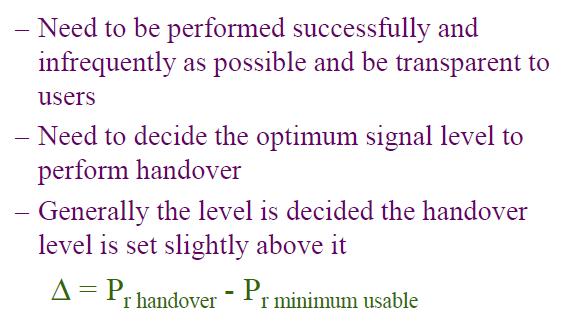 – Need to be performed successfully and
infrequently as possible and be transparent to
users
– Need to decide the optimum signal level to
perform handover
– Generally the level is decided the handover
level is set slightly above it
Δ = Pr handover - Pr minimum usable